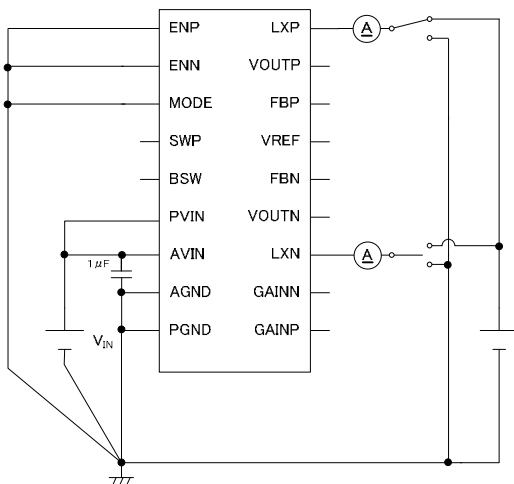 ENP
LXP
A
ENN
VOUTP
MODE
FBP
SWP
VREF
BSW
FBN
PVIN
VOUTN
1μF
AVIN
LXN
A
AGND
GAINN
VIN
PGND
GAINP